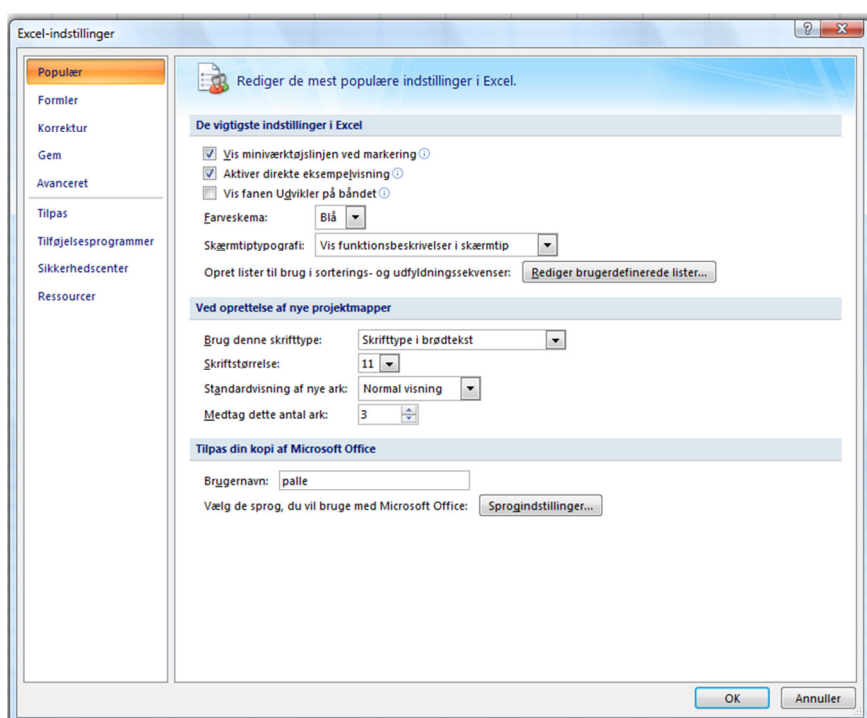 Excel-indstillinger
Populær
Formler
Korrektur
Gem
Avanceret
Tilpas
Tilføjelsesprogrammer
Sikkerhedscenter
Ressourcer
Rediger de mest populære indstillinger i Excel.
De vigtigste indstillinger i Excel
Vis miniværktøjslinjen ved markering
Aktiver direkte eksempelvisning
Vis fanen Udvikler på båndet
Farveskema: Blå
Skærmtiptypografi: Vis funktionsbeskrivelser i skærmtip
Opret lister til brug i sorterings- og udfyldningssekvenser: Rediger brugerdefinerede lister...
Ved oprettelse af nye projektmapper
Brug denne skrifttype: Skrifttype i brødtekst
Skriftstørrelse: 11
Standardvisning af nye ark: Normal visning
Medtag dette antal ark: 3
Tilpas din kopi af Microsoft Office
Brugernavn: palle
Vælg de sprog, du vil bruge med Microsoft Office: Sprogindstillinger...
OK Annuller